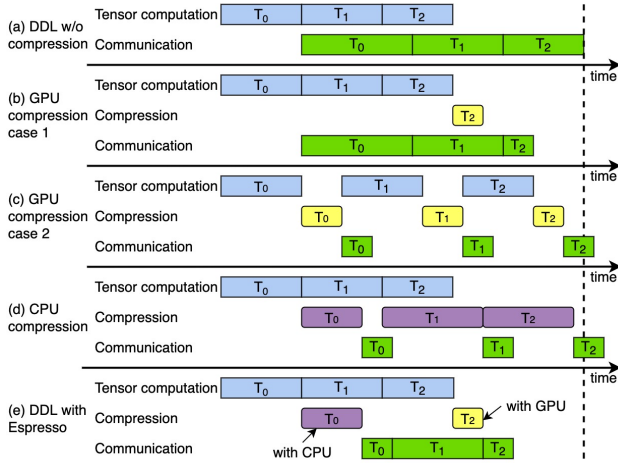 (a) DDL w/o
compression
Tensor computation T0 T1 T2
Communication T0 T1 T2
time
(b) GPU
compression
case 1
Tensor computation T0 T1 T2
Compression T2
Communication T0 T1 T2
time
(c) GPU
compression
case 2
Tensor computation T0 T1 T2
Compression T0 T1 T2
Communication T0 T1 T2
time
(d) CPU
compression
Tensor computation T0 T1 T2
Compression T0 T1 T2
Communication T0 T1 T2
time
(e) DDL with
Espresso
Tensor computation T0 T1 T2
Compression T0 T2
with GPU
with CPU
Communication T0 T1 T2